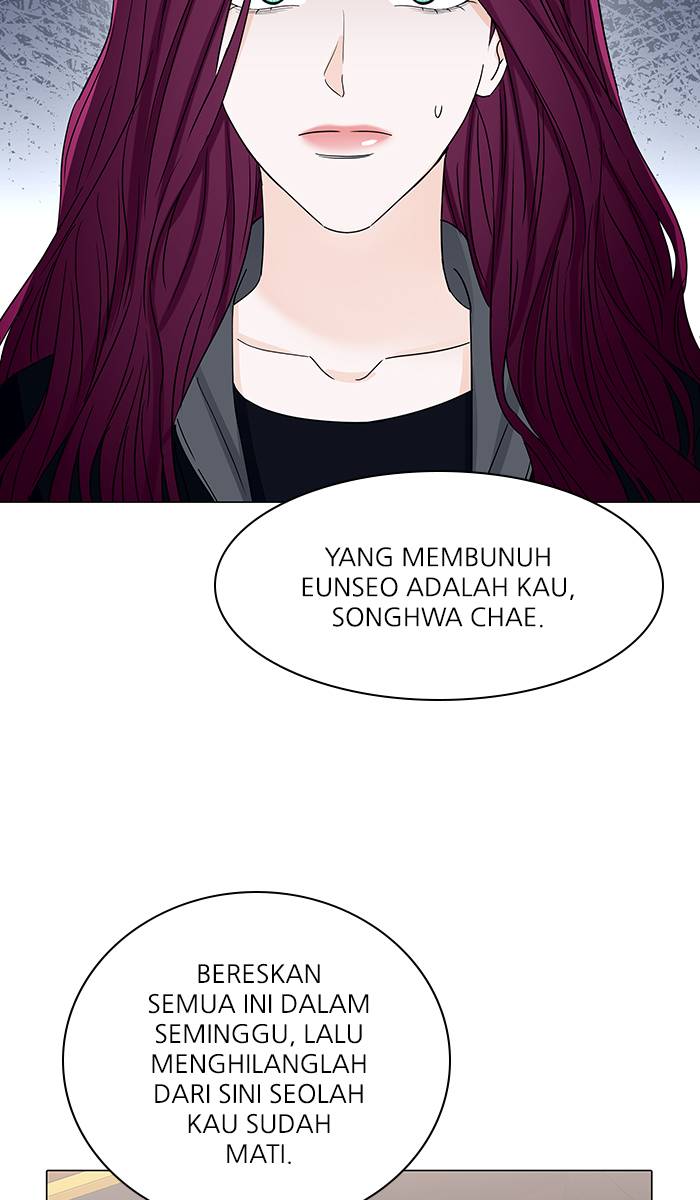 YANG MEMBUNUH
EUNSEO ADALAH KAU,
SONGHWA CHAE.
BERESKAN
SEMUA INI DALAM
SEMINGGU, LALU
MENGHILANGLAH
DARI SINI SEOLAH
KAU SUDAH
MATI.